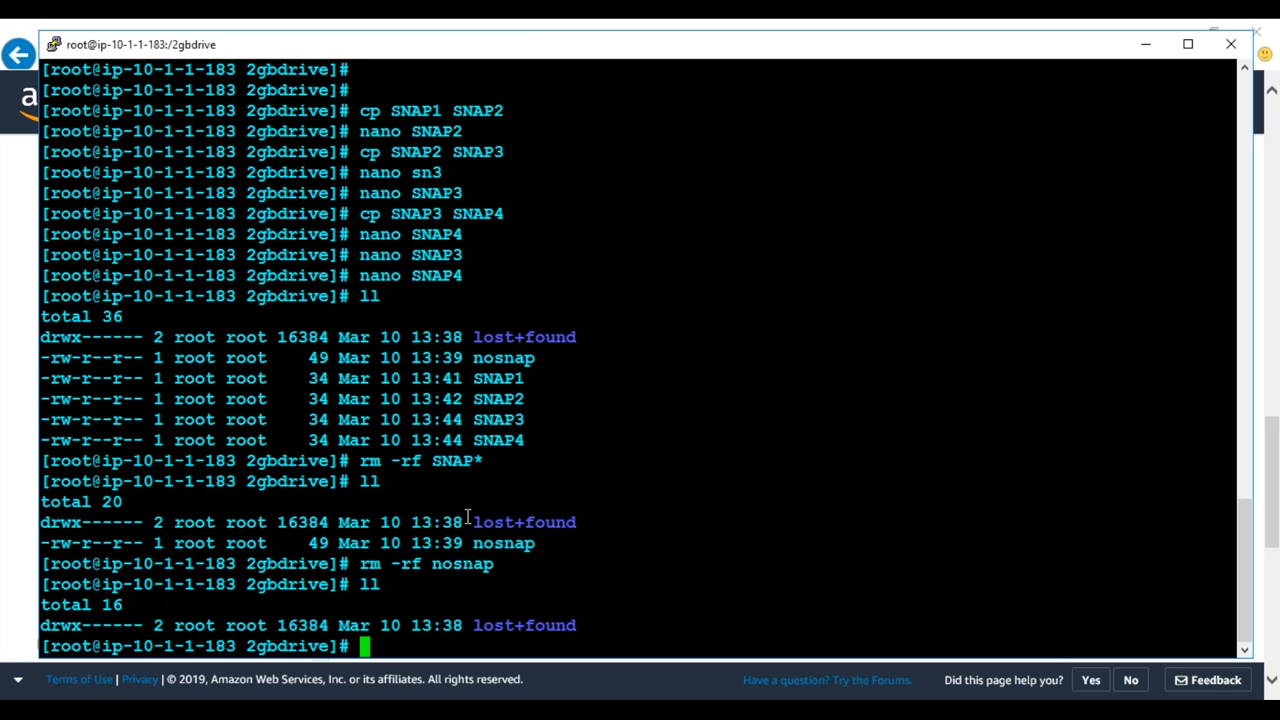 root@ip-10-1-1-183:/2gbdrive
a
[root@ip-10-1-1-183 2gbdrive]#
[root@ip-10-1-1-183 2gbdrive]#
[root@ip-10-1-1-183 2gbdrive]# cp SNAP1 SNAP2
[root@ip-10-1-1-183 2gbdrive]# nano SNAP2
[root@ip-10-1-1-183 2gbdrive]# cp SNAP2 SNAP3
[root@ip-10-1-1-183 2gbdrive]# nano sn3
[root@ip-10-1-1-183 2gbdrive]# nano SNAP3
[root@ip-10-1-1-183 2gbdrive]# cp SNAP3 SNAP4
[root@ip-10-1-1-183 2gbdrive]# nano SNAP4
[root@ip-10-1-1-183 2gbdrive]# nano SNAP3
[root@ip-10-1-1-183 2gbdrive]# nano SNAP4
[root@ip-10-1-1-183 2gbdrive]# ll
total 36
drwx------ 2 root root 16384 Mar 10 13:38 lost+found
-rw-r--r-- 1 root root    49 Mar 10 13:39 nosnap
-rw-r--r-- 1 root root    34 Mar 10 13:41 SNAP1
-rw-r--r-- 1 root root    34 Mar 10 13:42 SNAP2
-rw-r--r-- 1 root root    34 Mar 10 13:44 SNAP3
-rw-r--r-- 1 root root    34 Mar 10 13:44 SNAP4
[root@ip-10-1-1-183 2gbdrive]# rm -rf SNAP*
[root@ip-10-1-1-183 2gbdrive]# ll
total 20
drwx------ 2 root root 16384 Mar 10 13:38 lost+found
-rw-r--r-- 1 root root    49 Mar 10 13:39 nosnap
[root@ip-10-1-1-183 2gbdrive]# rm -rf nosnap
[root@ip-10-1-1-183 2gbdrive]# ll
total 16
drwx------ 2 root root 16384 Mar 10 13:38 lost+found
[root@ip-10-1-1-183 2gbdrive]#
Terms of Use | Privacy | © 2019, Amazon Web Services, Inc. or its affiliates. All rights reserved. Have a question? Try the Forums. Did this page help you? Yes No Feedback